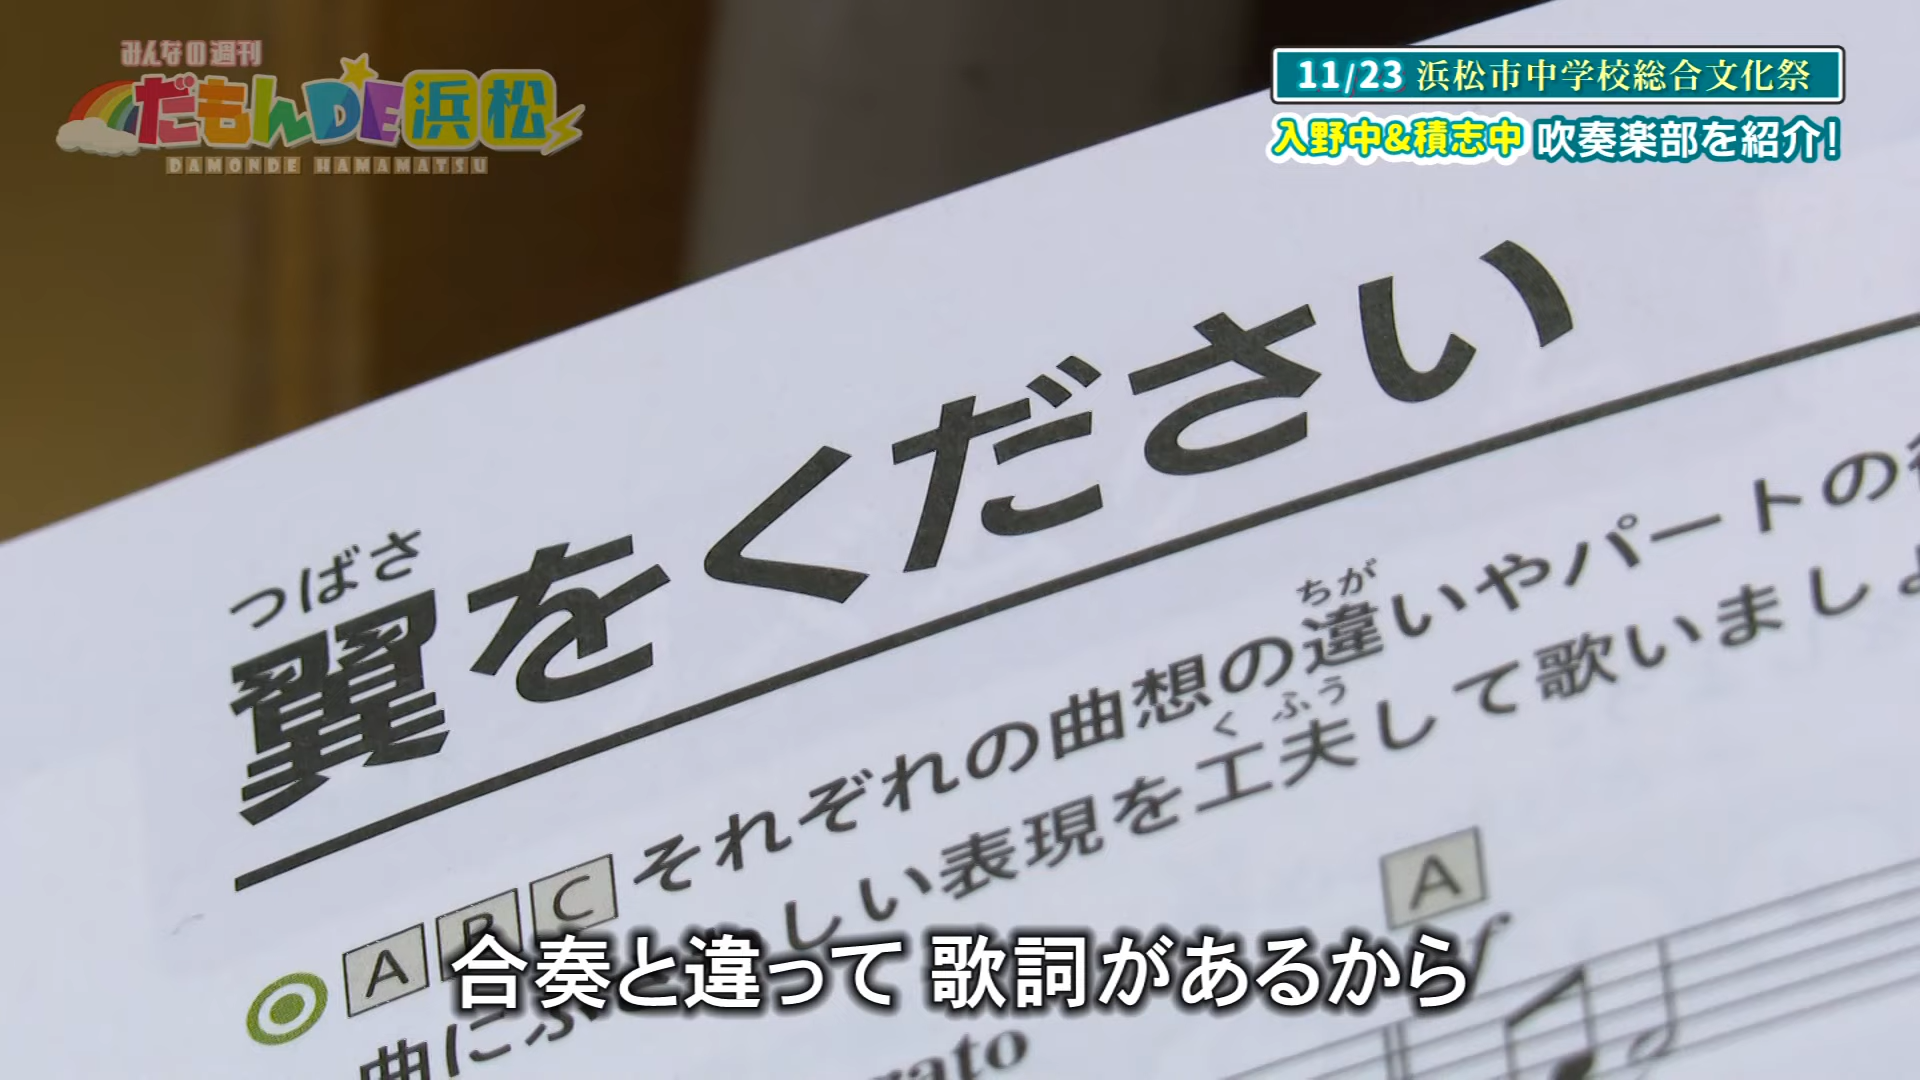 みんなの週刊
だもんDE浜松
DAMONDE HAMAMATSU
11/23 浜松市中学校総合文化祭
入野中&積志中 吹奏楽部を紹介!
つばさ
翼をください
ちが
A B C それぞれの曲想の違いやパートの
く ふう
しい表現を工夫して歌いまし
曲にふ
A
f
rato
合奏と違って 歌詞があるから